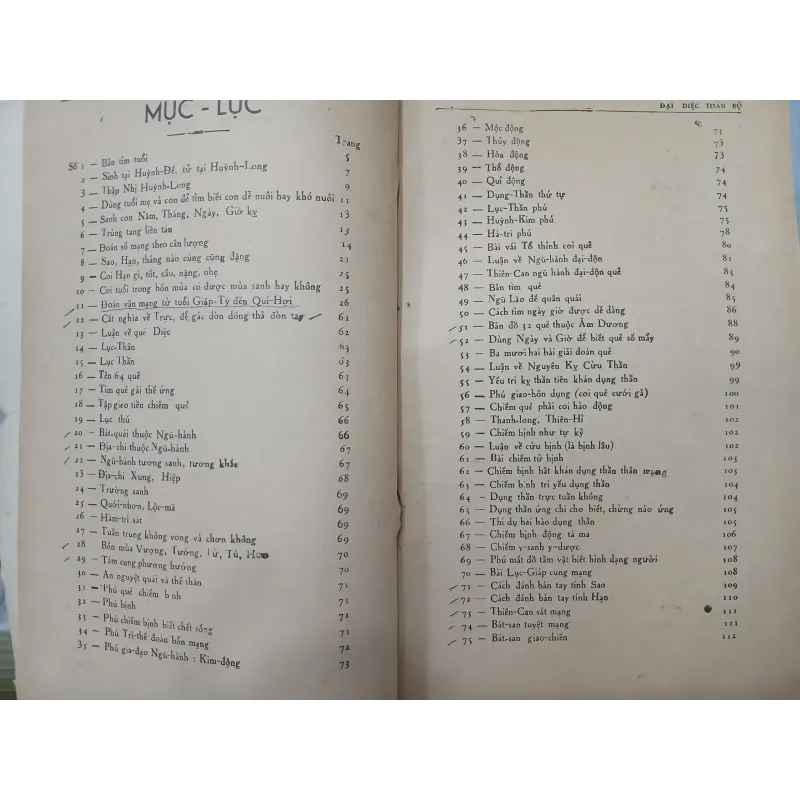 MỤC - LỤC
Trang
Số 1 — Bản tìm tuổi 5
2 — Sinh tại Huỳnh-Đế, tử tại Huỳnh-Long 7
3 — Thập Nhị Huỳnh-Long 9
4 — Dùng tuổi mẹ và con để tìm biết con dễ nuôi hay khó nuôi 11
5 — Sanh con Năm, Tháng, Ngày, Giờ kỵ 13
6 — Trùng tang liên tán 13
7 — Đoán số mạng theo cân lượng 14
8 — Sao, Hạn, tháng nào cúng cũng đặng 21
9 — Coi Hạn gì, tốt, xấu, nặng, nhẹ 25
10 — Coi tuổi trong bốn mùa có được mùa sanh hay không 25
11 — Đoán vận mạng từ tuổi Giáp-Tý đến Quí-Hợi 26
12 — Cắt nghĩa về Trực, để gác đòn dông thả đòn tay 61
13 — Luận về quẻ Diệc 62
14 — Lục-Thân 63
15 — Lục Thần 63
16 — Tên 64 quẻ 63
17 — Tìm quẻ gài thế ứng 64
18 — Tập gieo tiền chiêm quẻ 65
19 — Lục thú 66
20 — Bát-quái thuộc Ngũ-hành 66
21 — Địa-chi thuộc Ngũ-hành 67
22 — Ngũ-hành tương sanh, tương khắc 67
23 — Địa-chi Xung, Hiệp 68
24 — Trường sanh 69
25 — Quới-nhơn, Lộc-mã 69
26 — Hàm-trì sát 69
27 — Tuần trung không vong và chơn không 69
28 Bốn mùa Vượng, Tướng, Tử, Tù, Hưu 70
29 — Tám cung phương hướng 70
30 — Án nguyệt quái và thế thân 71
31 — Phú quẻ chiếm bịnh 71
32 — Phú bịnh 71
33 — Phú chiếm bịnh biết chết sống 71
34 — Phú Trì-thế đoán bổn mạng 72
35 — Phú gia-đạo Ngũ-hành : Kim-động 73
ĐẠI DIỆC TOÀN BỘ
36 — Mộc động 73
37 — Thủy động 73
38 — Hỏa động 73
39 — Thổ động 74
40 — Quỉ động 74
41 — Dụng-Thần thứ tự 74
42 — Lục-Thần phú 75
43 — Huỳnh-Kim phú 75
44 — Hà-tri phú 78
45 — Bài vái Tổ thỉnh coi quẻ 80
46 — Luận về Ngũ-hành đại-độn 81
47 — Thiên-Can ngũ hành đại-độn quẻ 83
48 — Bản tìm quẻ 84
49 — Ngũ Lão đề quân quái 85
50 — Cách tìm ngày giờ được dễ dàng 86
51 — Bản đồ 32 quẻ thuộc Âm Dương 88
52 — Dùng Ngày và Giờ để biết quẻ số mấy 89
53 — Ba mươi hai bài giải đoán quẻ 90
54 — Luận về Nguyên Kỵ Cừu Thần 99
55 — Yếu tri kỵ thần tiên khán dụng thần 99
56 — Phú giao-hôn dụng (coi quẻ cưới gả) 100
57 — Chiếm quẻ phải coi hào động 101
58 — Thanh-long, Thiên-Hĩ 102
59 — Chiếm bịnh như tự kỷ 102
60 — Luận về cửu bịnh (là bịnh lâu) 102
61 — Bài chiếm tử bịnh 103
62 — Chiếm bịnh bất khán dụng thần thân mạng 103
63 — Chiếm bịnh tri yếu dụng thần 104
64 - Dụng thần trực tuần không 104
65 — Dụng thần ứng chi cho biết, chừng nào ứng 105
66 — Thí dụ hai hào dụng thần 105
67 — Chiếm bịnh động tà ma 106
68 — Chiếm y-sanh y-dược 107
69 — Phú mất đồ tầm vật biết hình dạng người 108
70 — Bài Lục-Giáp cùng mạng 108
71 — Cách đánh bàn tay tính Sao 109
72 — Cách đánh bàn tay tính Hạn 110
73 — Thiên-Can sát mạng 111
74 — Bát-san tuyệt mạng 111
75 — Bát-san giao-chiến 112